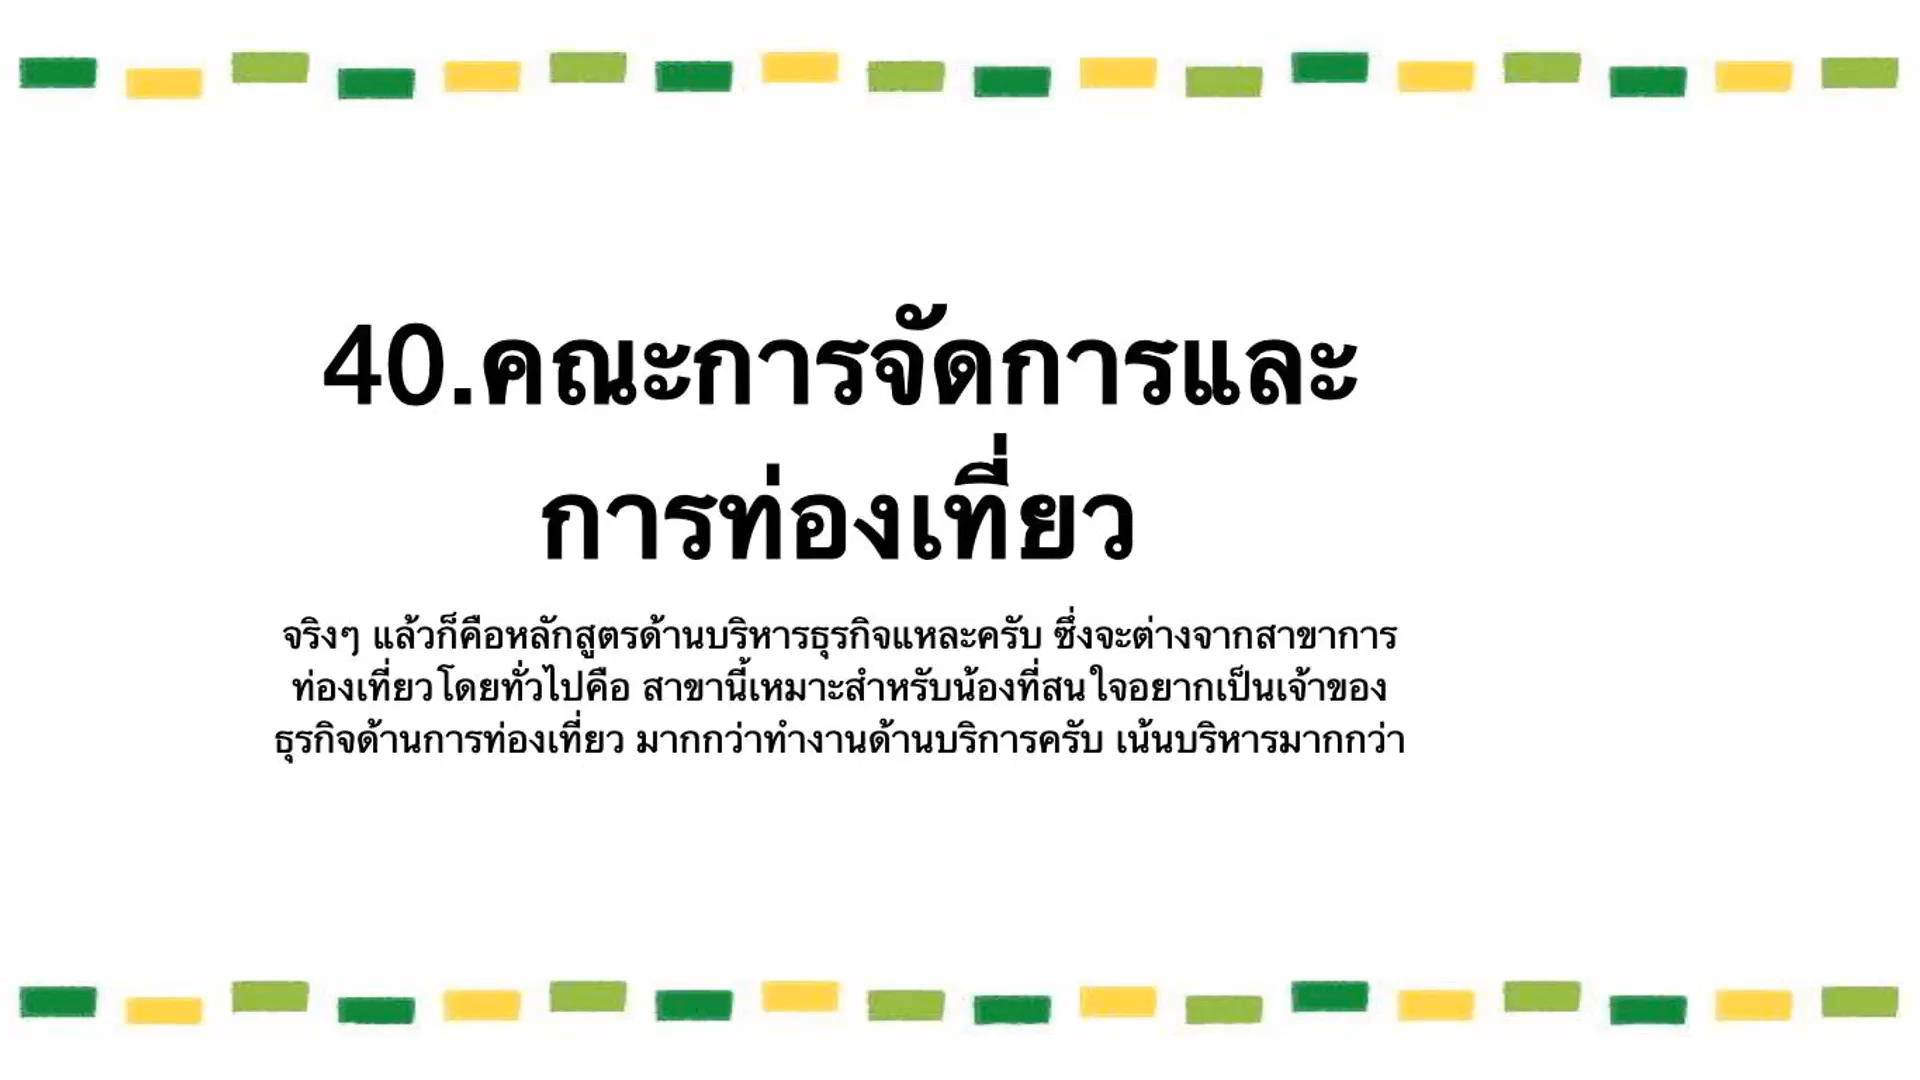 40.คณะการจัดการและ
การท่องเที่ยว
จริงๆ แล้วก็คือหลักสูตรด้านบริหารธุรกิจแหละครับ ซึ่งจะต่างจากสาขาการ
ท่องเที่ยวโดยทั่วไปคือ สาขานี้เหมาะสำหรับน้องที่สนใจอยากเป็นเจ้าของ
ธุรกิจด้านการท่องเที่ยว มากกว่าทำงานด้านบริการครับ เน้นบริหารมากกว่า